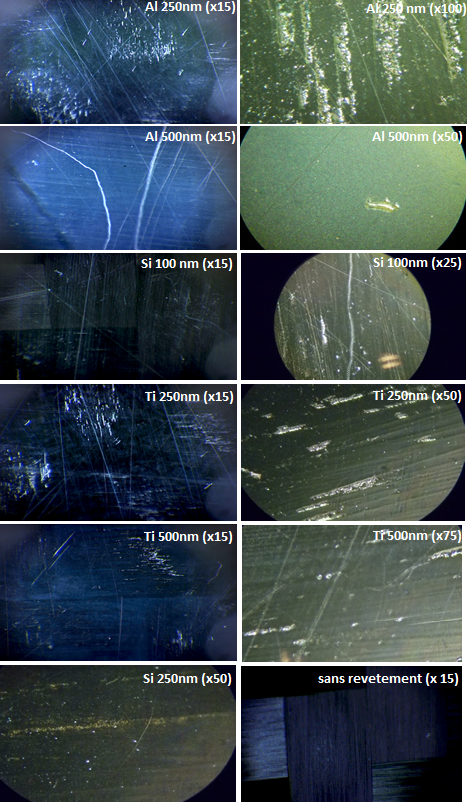 Al 250nm (x15)
Al 250 nm (x100)
Al 500nm (x15)
Al 500nm (x50)
Si 100 nm (x15)
Si 100nm (x25)
Ti 250nm (x15)
Ti 250nm (x50)
Ti 500nm (x15)
Ti 500nm (x75)
Si 250nm (x50)
sans revetement (x 15)